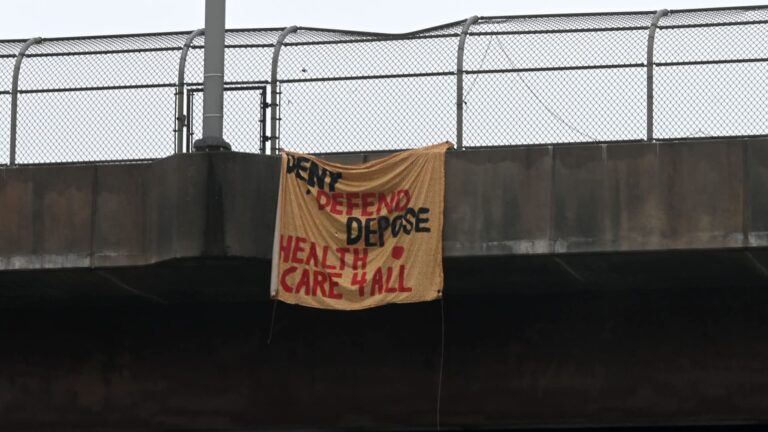 DENY
DEFEND
DEPOSE
HEALTH
CARE 4 ALL